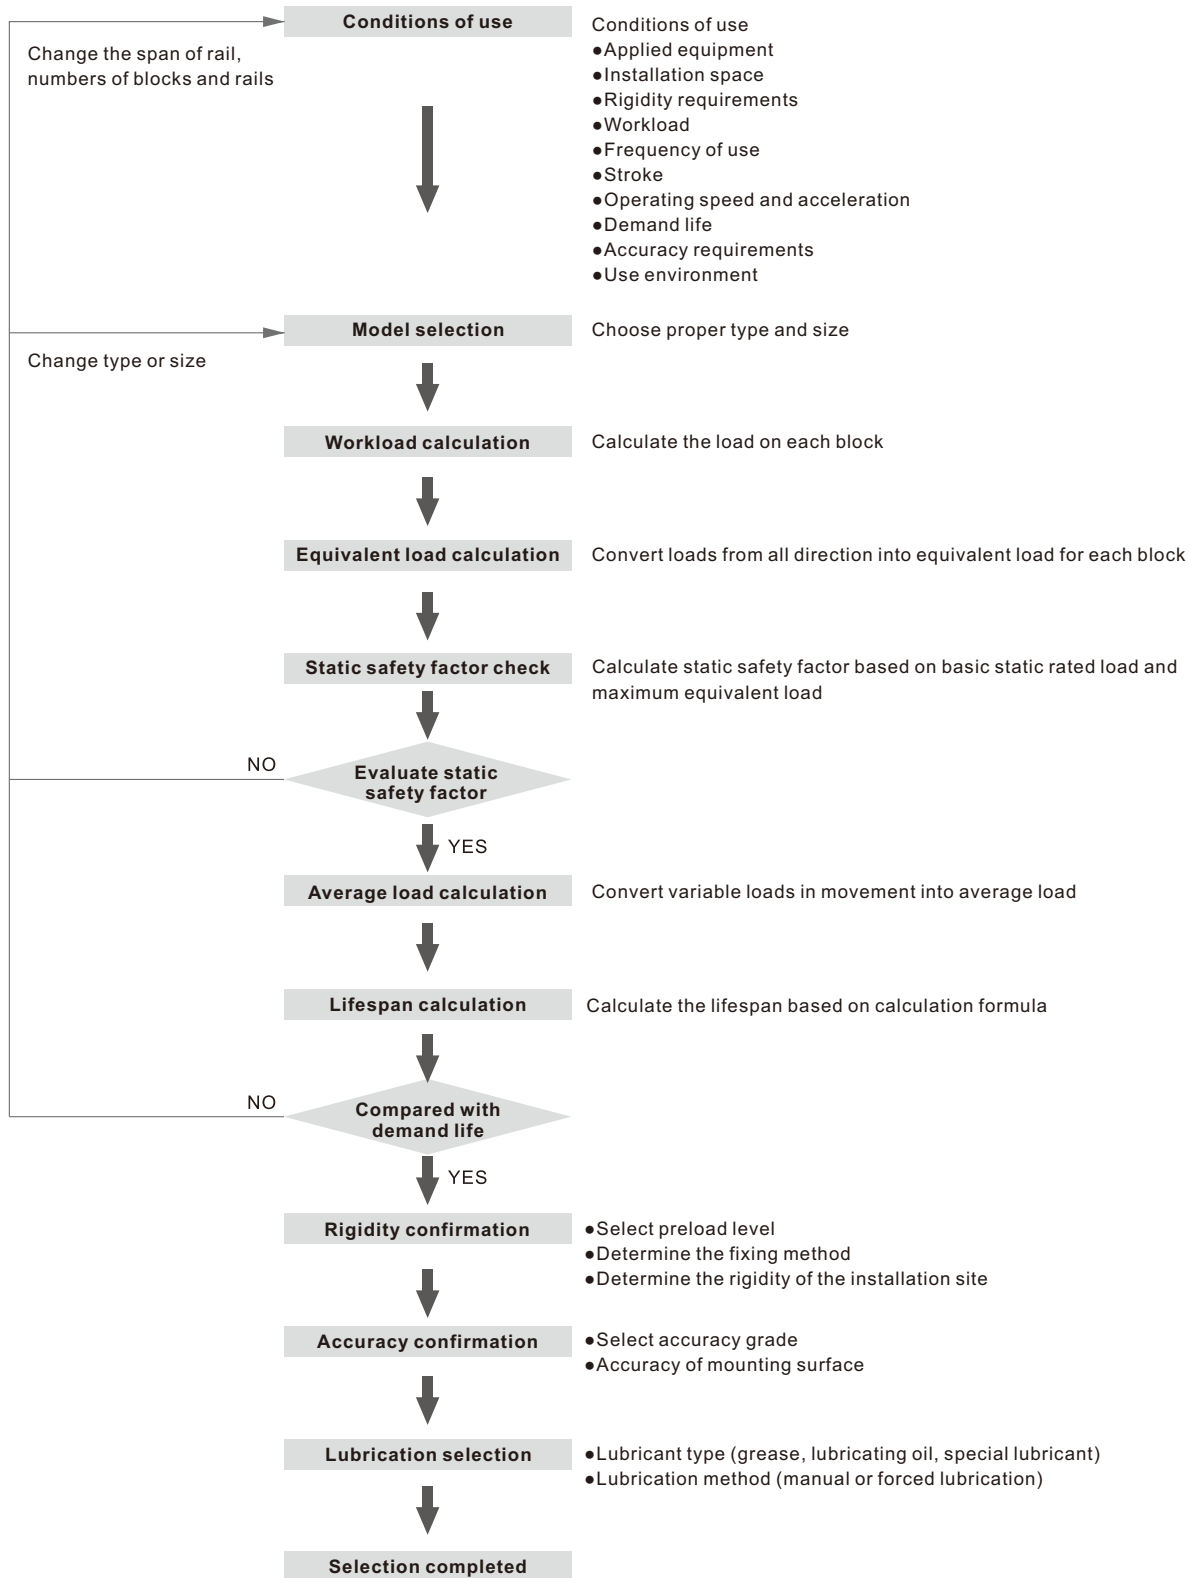 Conditions of use
Conditions of use
Change the span of rail,
numbers of blocks and rails
●Applied equipment
●Installation space
●Rigidity requirements
●Workload
●Frequency of use
●Stroke
●Operating speed and acceleration
●Demand life
●Accuracy requirements
●Use environment
Model selection
Choose proper type and size
Change type or size
Workload calculation
Calculate the load on each block
Equivalent load calculation
Convert loads from all direction into equivalent load for each block
Static safety factor check
Calculate static safety factor based on basic static rated load and
maximum equivalent load
NO
Evaluate static
safety factor
YES
Average load calculation
Convert variable loads in movement into average load
Lifespan calculation
Calculate the lifespan based on calculation formula
NO
Compared with
demand life
YES
Rigidity confirmation
●Select preload level
●Determine the fixing method
●Determine the rigidity of the installation site
Accuracy confirmation
●Select accuracy grade
●Accuracy of mounting surface
Lubrication selection
●Lubricant type (grease, lubricating oil, special lubricant)
●Lubrication method (manual or forced lubrication)
Selection completed